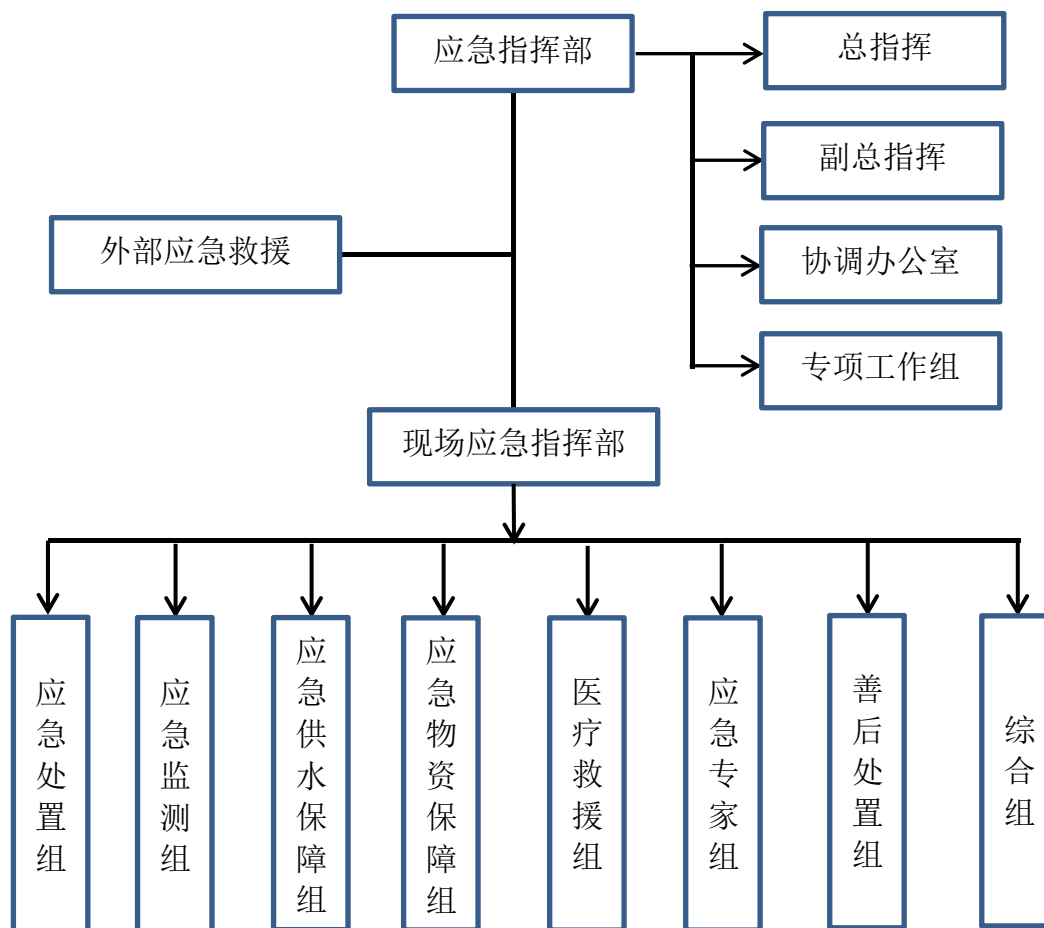 应急指挥部
总指挥
副总指挥
外部应急救援
协调办公室
专项工作组
现场应急指挥部
应急处置组
应急监测组
应急供水保障组
应急物资保障组
医疗救援组
应急专家组
善后处置组
综合组